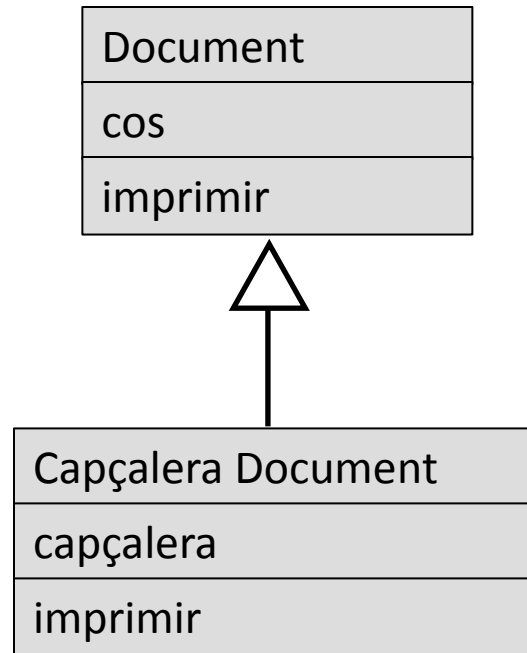 Document
cos
imprimir
Capçalera Document
capçalera
imprimir